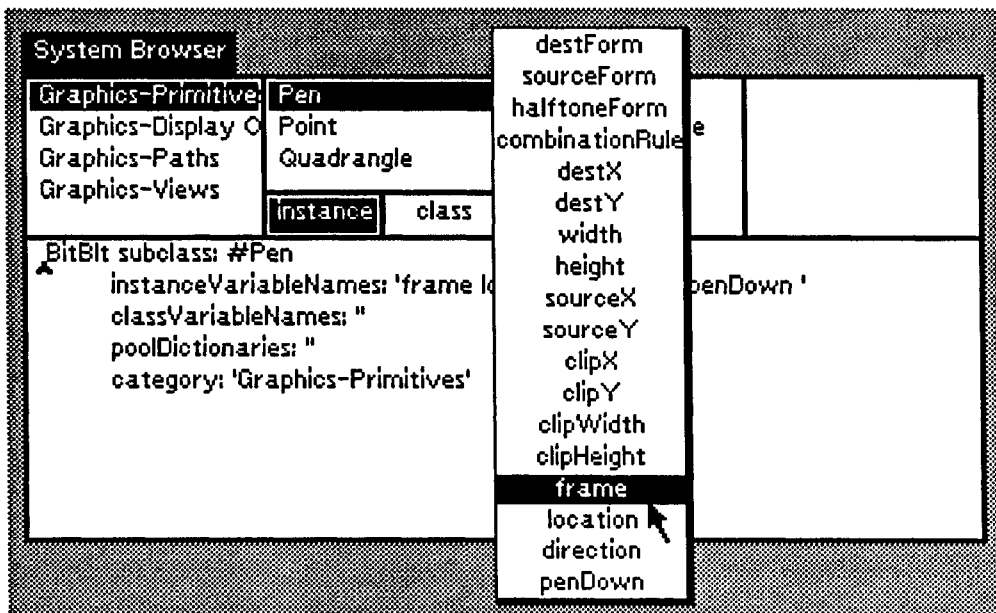 System Browser
Graphics-Primitive
Graphics-Display O
Graphics-Paths
Graphics-Views
Pen
Point
Quadrangle
instance class
e
BitBlt subclass: #Pen
instanceVariableNames: 'frame lo penDown '
classVariableNames: ''
poolDictionaries: ''
category: 'Graphics-Primitives'
destForm
sourceForm
halftoneForm
combinationRule
destX
destY
width
height
sourceX
sourceY
clipX
clipY
clipWidth
clipHeight
frame
location
direction
penDown